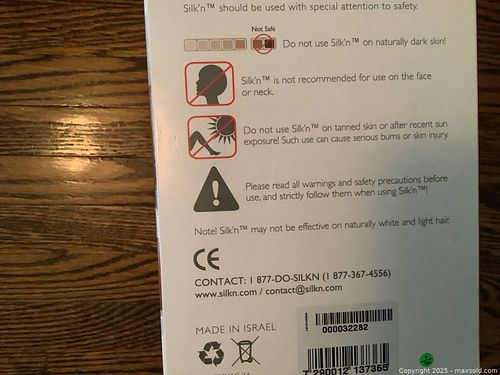 Silk'n™ should be used with special attention to safety.
Not Safe
Do not use Silk'n™ on naturally dark skin!
Silk'n™ is not recommended for use on the face
or neck.
Do not use Silk'n™ on tanned skin or after recent sun
exposure! Such use can cause serious burns or skin injury.
Please read all warnings and safety precautions before
use, and strictly follow them when using Silk'n™!
Note! Silk'n™ may not be effective on naturally white and light hair.
CE
CONTACT: 1 877-DO-SILKN (1 877-367-4556)
www.silkn.com / contact@silkn.com
000032282
MADE IN ISRAEL
7 290012 137365
Copyright 2025 - maxsold.com